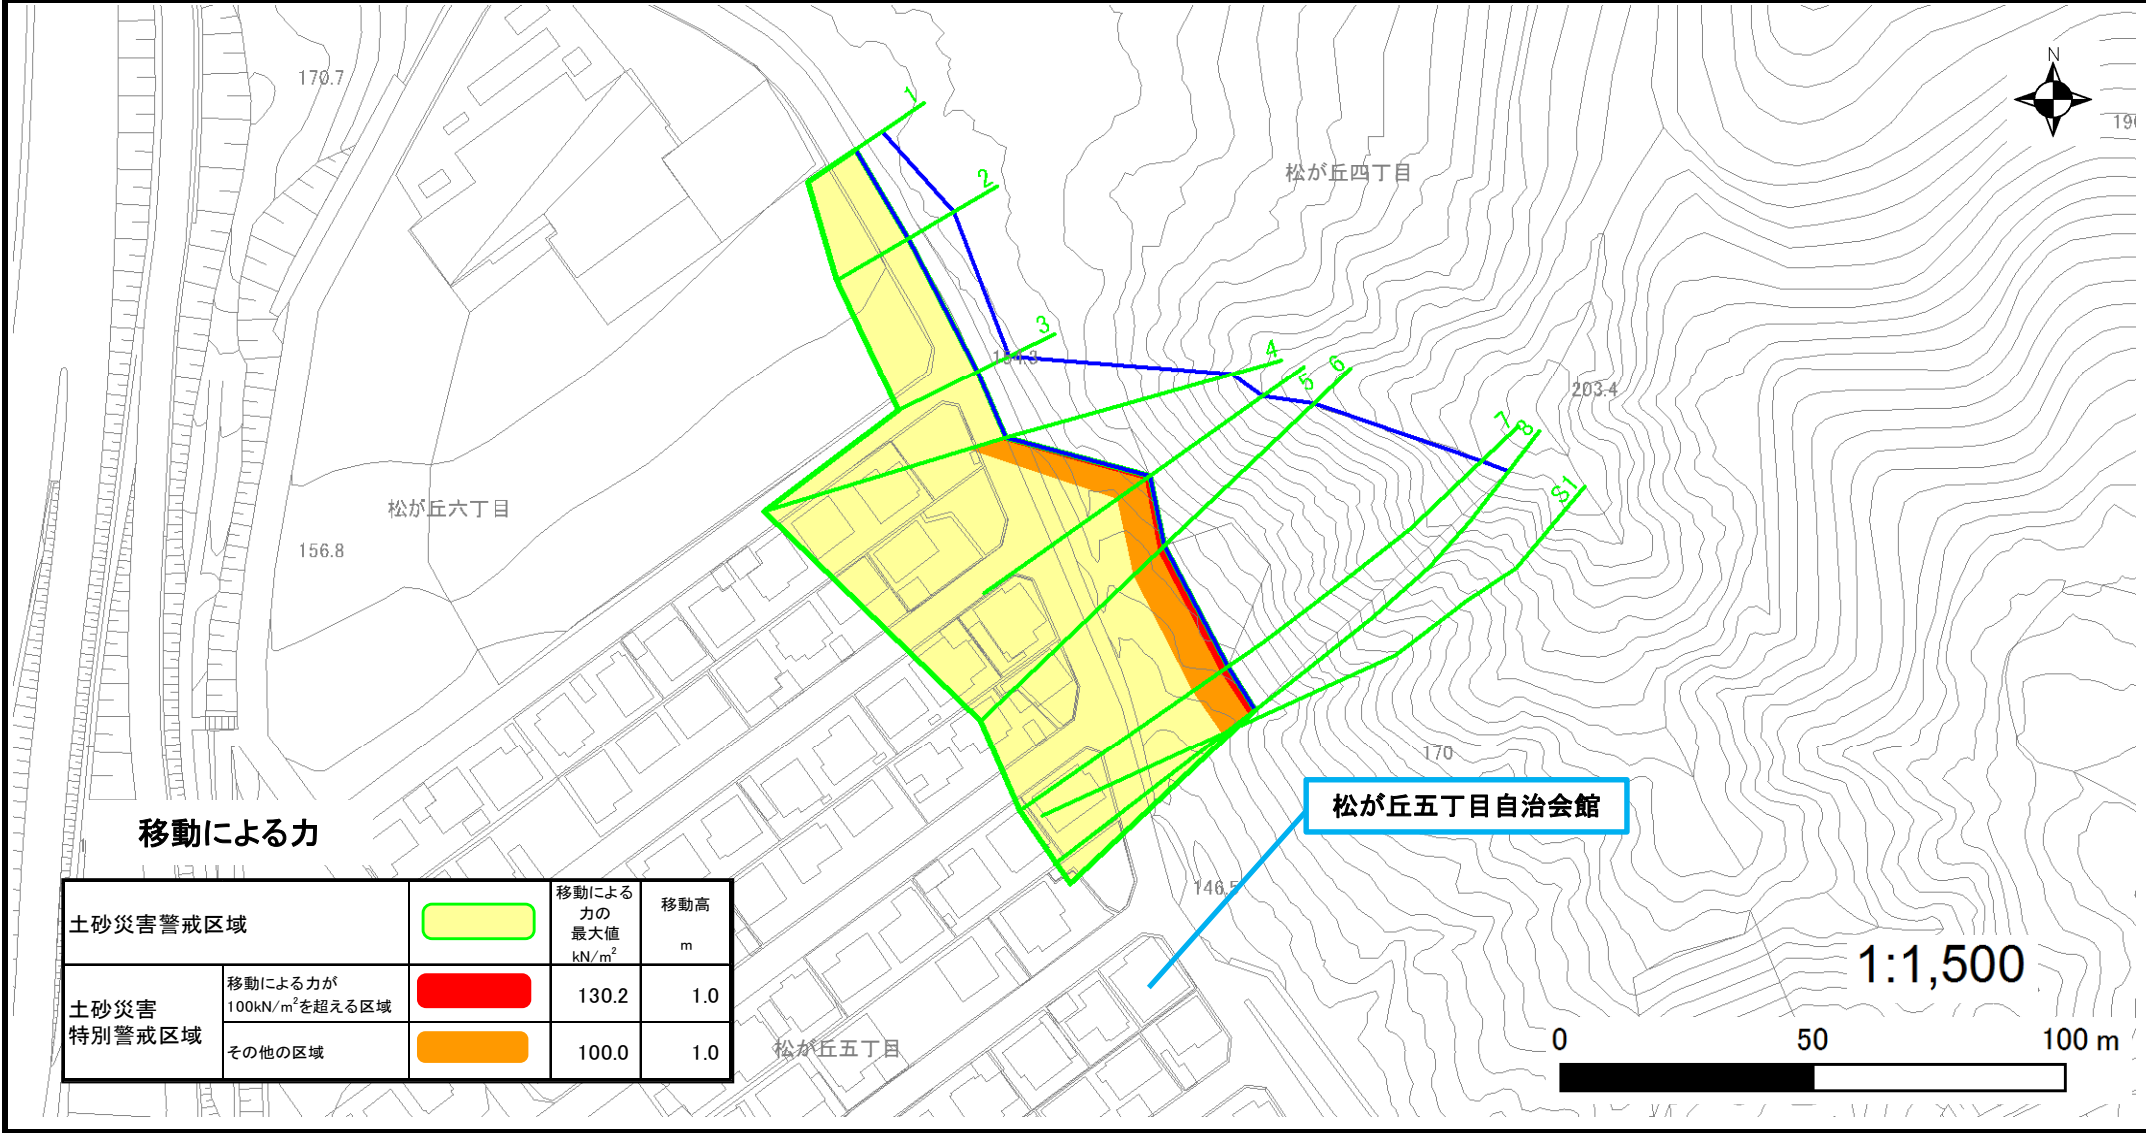 170.7
1
N
196
2
松が丘四丁目
3
194.3
4
5
6
203.4
7
8
S1
松が丘六丁目
156.8
170
松が丘五丁目自治会館
146.5
松が丘五丁目
移動による力
土砂災害警戒区域
移動による
力の
最大値
kN/m²
移動高
m
土砂災害
特別警戒区域
移動による力が
100kN/m²を超える区域
130.2
1.0
その他の区域
100.0
1.0
1:1,500
0 50 100 m